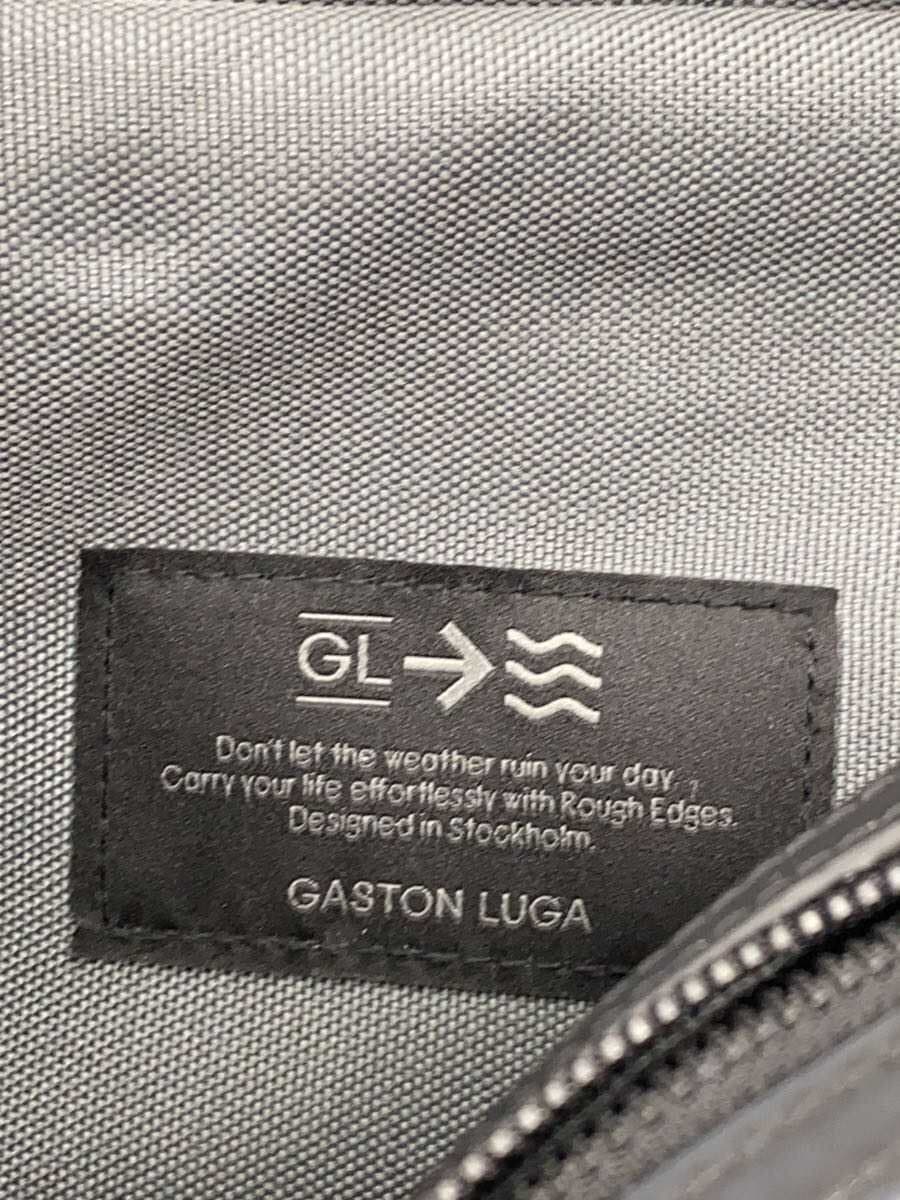 GL
Don't let the weather ruin your day.
Carry your life effortlessly with Rough Edges.
Designed in Stockholm.
GASTON LUGA